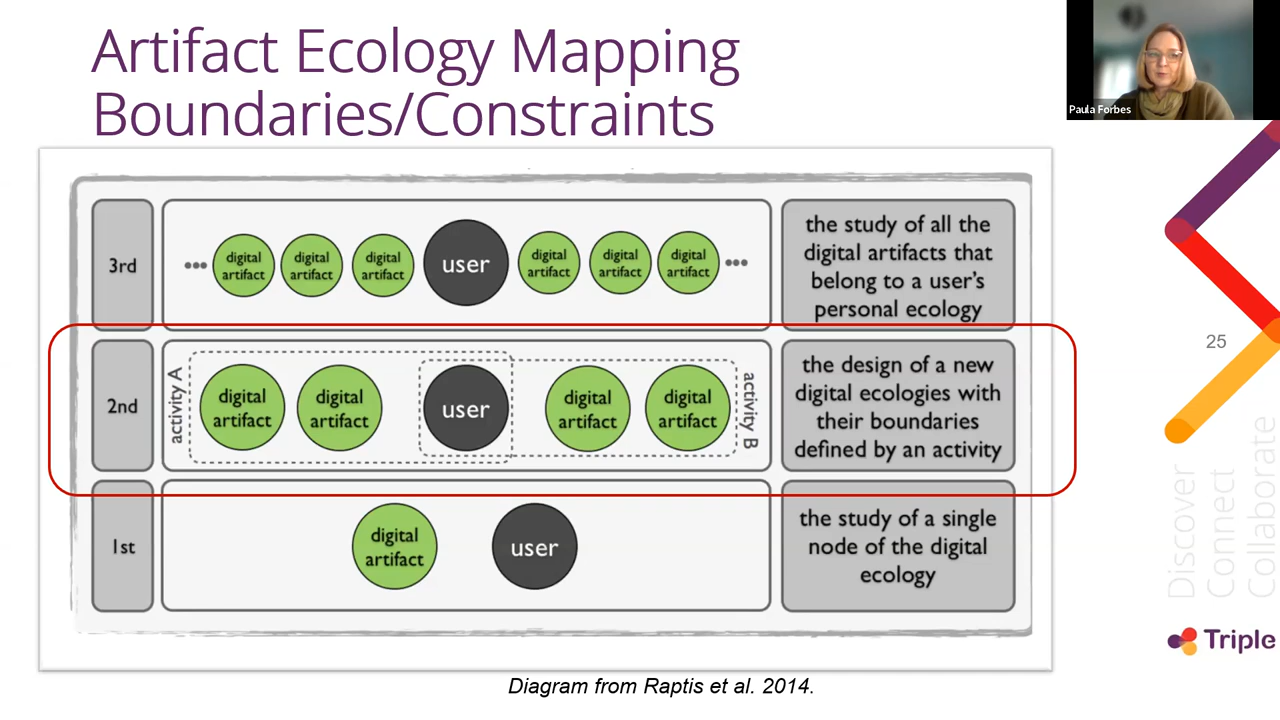 Artifact Ecology Mapping
Boundaries/Constraints
Paula Forbes
3rd
digital
artifact
digital
artifact
digital
artifact
user
digital
artifact
digital
artifact
digital
artifact
the study of all the
digital artifacts that
belong to a user's
personal ecology
2nd
activity A
digital
artifact
digital
artifact
user
digital
artifact
digital
artifact
activity B
the design of a new
digital ecologies with
their boundaries
defined by an activity
1st
digital
artifact
user
the study of a single
node of the digital
ecology
25
Discover
Connect
Collaborate
Triple
Diagram from Raptis et al. 2014.